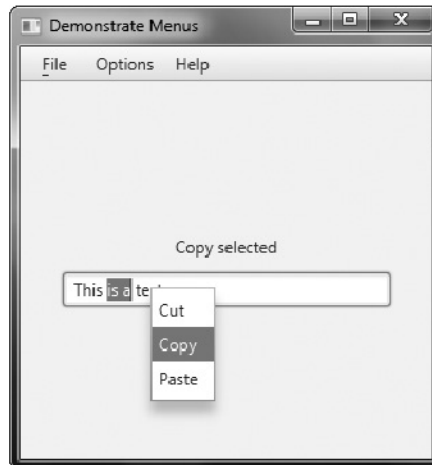 Demonstrate Menus
File Options Help
Copy selected
This is a te
Cut
Copy
Paste